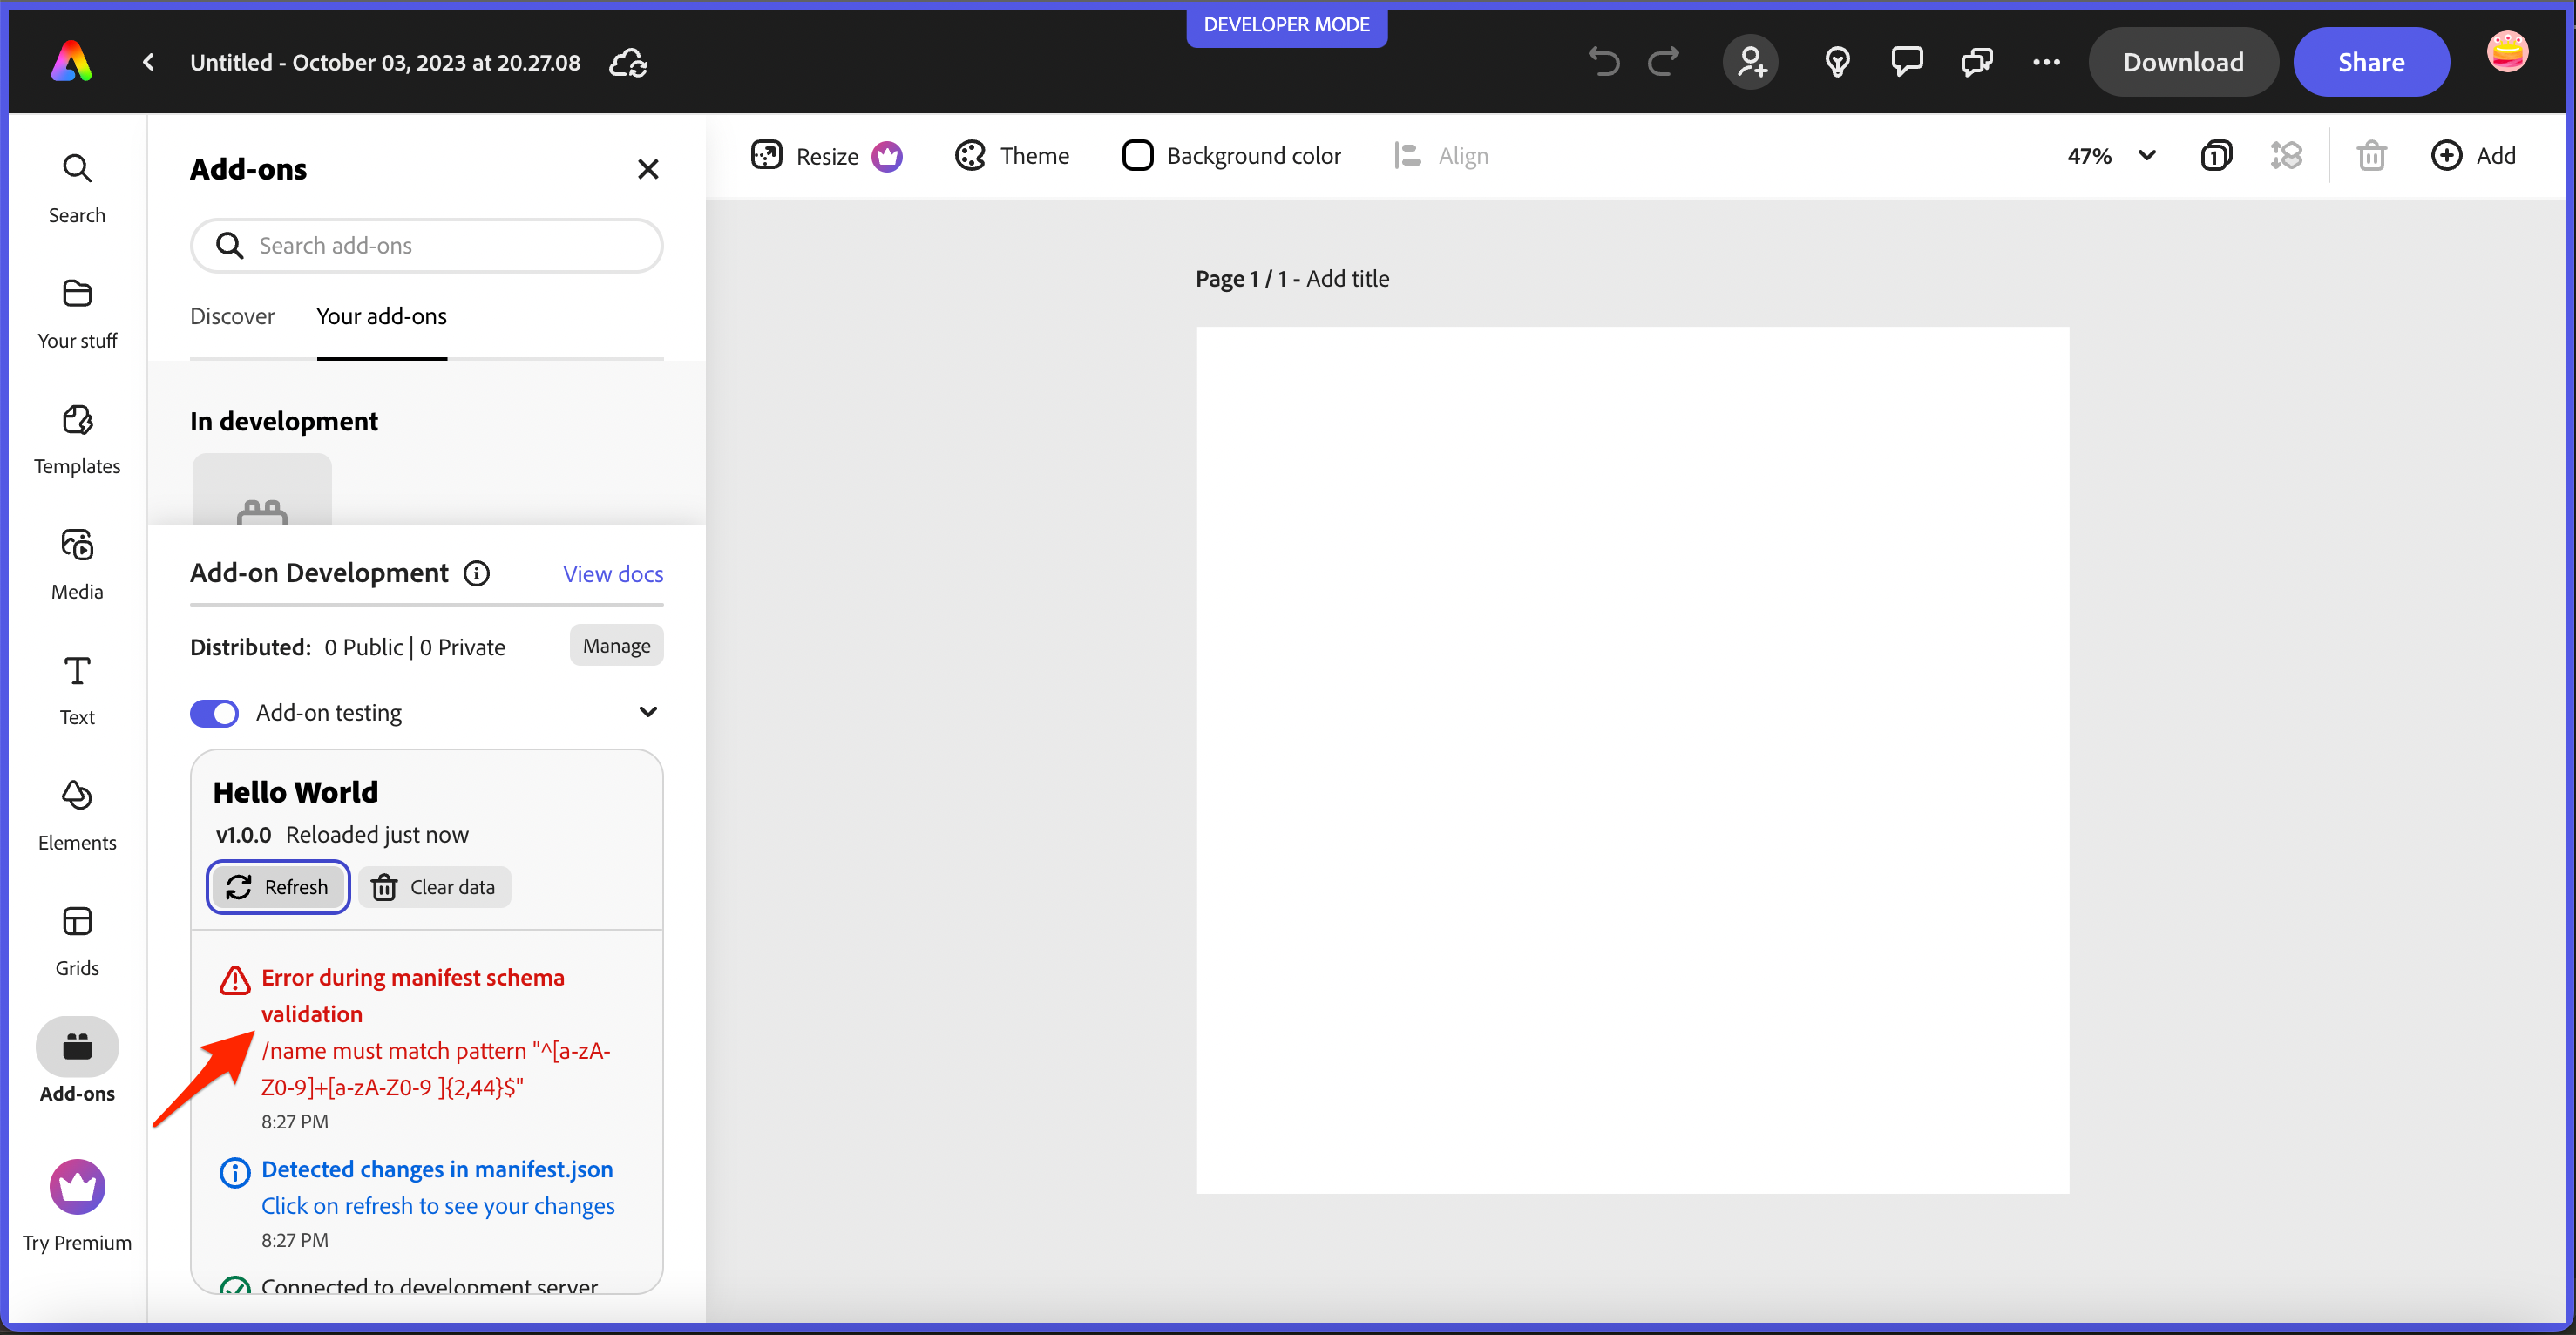 DEVELOPER MODE
Untitled - October 03, 2023 at 20.27.08
Download
Share
Search
Your stuff
Templates
Media
Text
Elements
Grids
Add-ons
Try Premium
Add-ons
Search add-ons
Discover
Your add-ons
In development
Add-on Development
View docs
Distributed: 0 Public | 0 Private
Manage
Add-on testing
Hello World
v1.0.0 Reloaded just now
Refresh
Clear data
Error during manifest schema
validation
/name must match pattern "^[a-zA-
Z0-9]+[a-zA-Z0-9 ]{2,44}$"
8:27 PM
Detected changes in manifest.json
Click on refresh to see your changes
8:27 PM
Connected to development server
Resize
Theme
Background color
Align
47%
1
Add
Page 1 / 1 - Add title